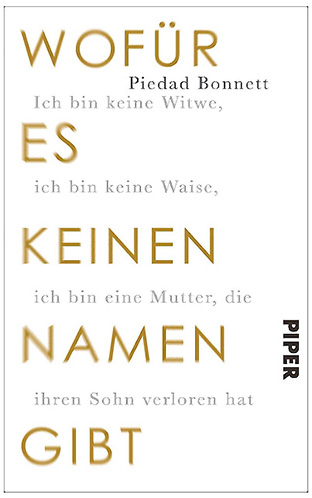 WOFÜR
Piedad Bonnett
Ich bin keine Witwe,
ES
ich bin keine Waise,
KEINEN
ich bin eine Mutter, die
NAMEN
ihren Sohn verloren hat
GIBT
PIPER